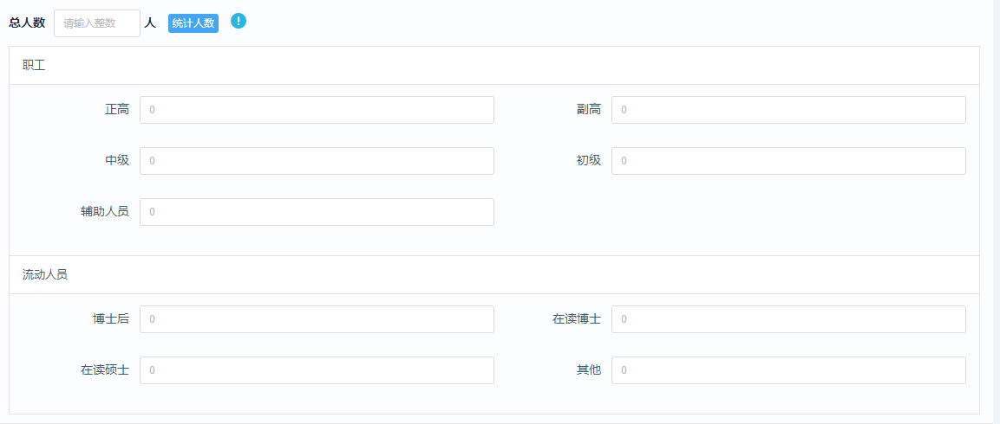 总人数 请输入整数 人 统计人数 !
职工
正高 0 副高 0
中级 0 初级 0
辅助人员 0
流动人员
博士后 0 在读博士 0
在读硕士 0 其他 0